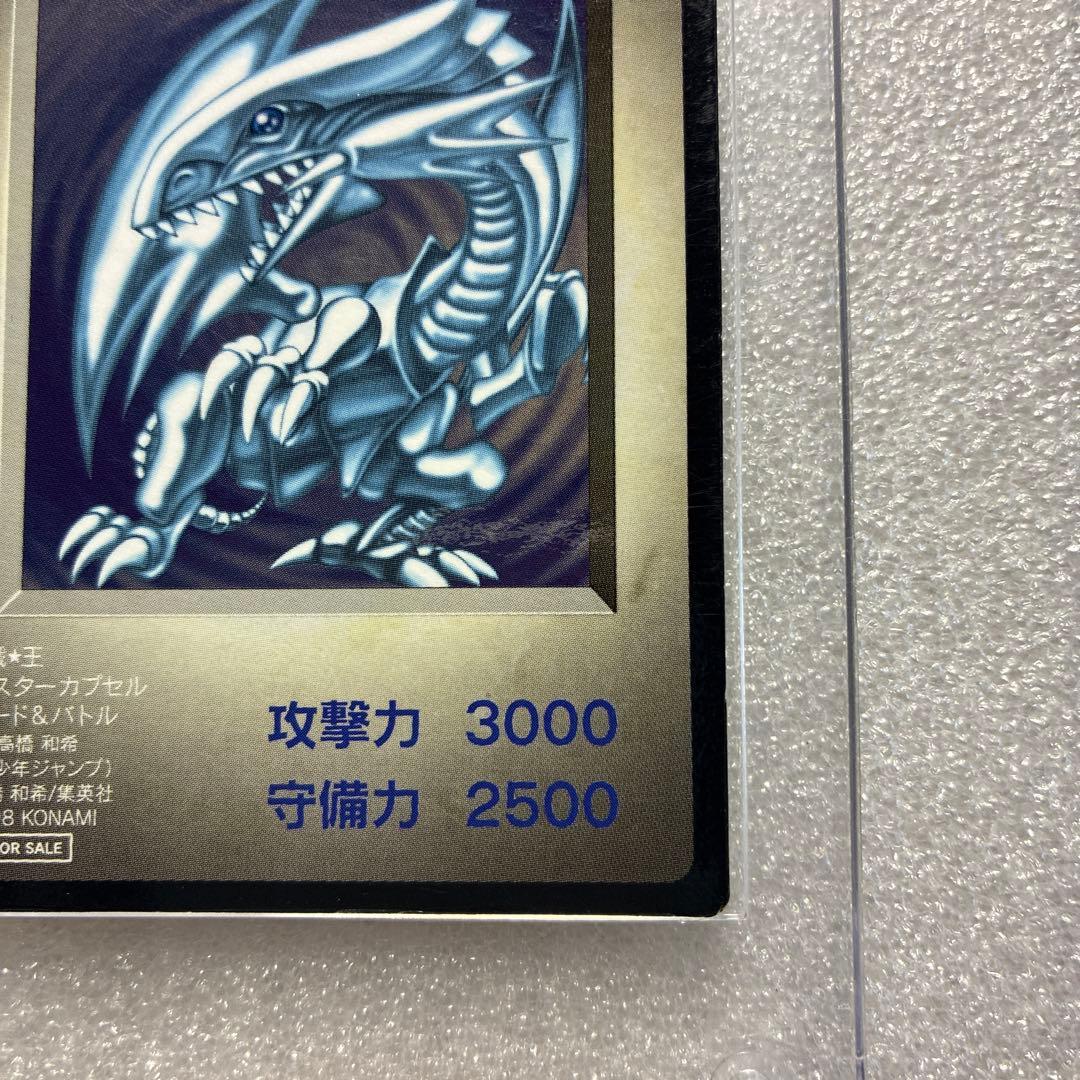 ★王
スターカプセル
ード&バトル
高橋 和希
少年ジャンプ)
和希/集英社
98 KONAMI
OR SALE
攻撃力 3000
守備力 2500